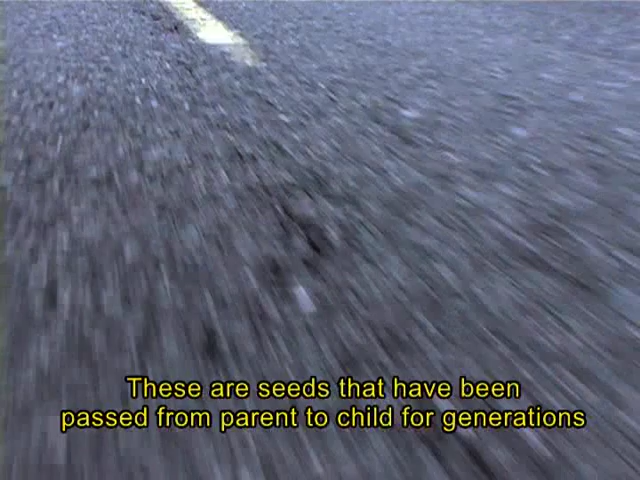 These are seeds that have been
passed from parent to child for generations